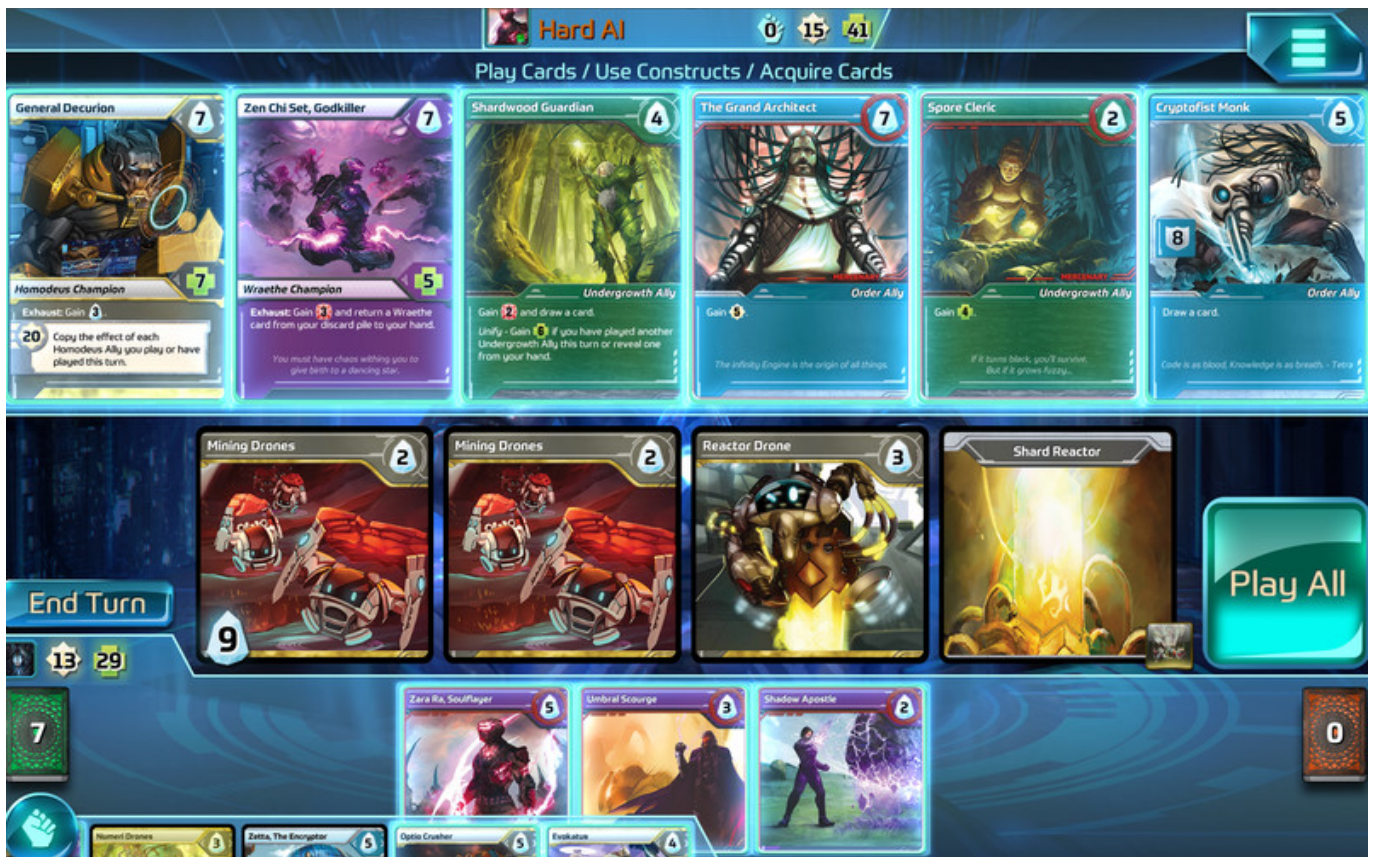 Hard AI 0 15 41
Play Cards / Use Constructs / Acquire Cards
General Decurion 7
7
Homodeus Champion
Exhaust: Gain 3.
20 Copy the effect of each
Homodeus Ally you play or have
played this turn.
Zen Chi Set, Godkiller 7
5
Wraethe Champion
Exhaust: Gain 3 and return a Wraethe
card from your discard pile to your hand.
You must have chaos withing you to
give birth to a dancing star.
Shardwood Guardian 4
Undergrowth Ally
Gain 2 and draw a card.
Unify - Gain 6 if you have played another
Undergrowth Ally this turn or reveal one
from your hand.
The Grand Architect 7
MERCENARY
Order Ally
Gain 5.
The Infinity Engine is the origin of all things.
Spore Cleric 2
MERCENARY
Undergrowth Ally
Gain 4.
If it turns black, you'll survive.
But if it grows fuzzy...
Cryptofist Monk 5
8
Order Ally
Draw a card.
Code is as blood, Knowledge is as breath. - Tetra
Mining Drones 2
9
Mining Drones 2
Reactor Drone 3
Shard Reactor
Play All
End Turn
13 29
7
Zara Ra, Soulflayer 5
Umbral Scourge 3
Shadow Apostle 2
0
Numeri Drones 3
Zetta, The Encryptor 5
Optio Crusher 5
Evokatus 4